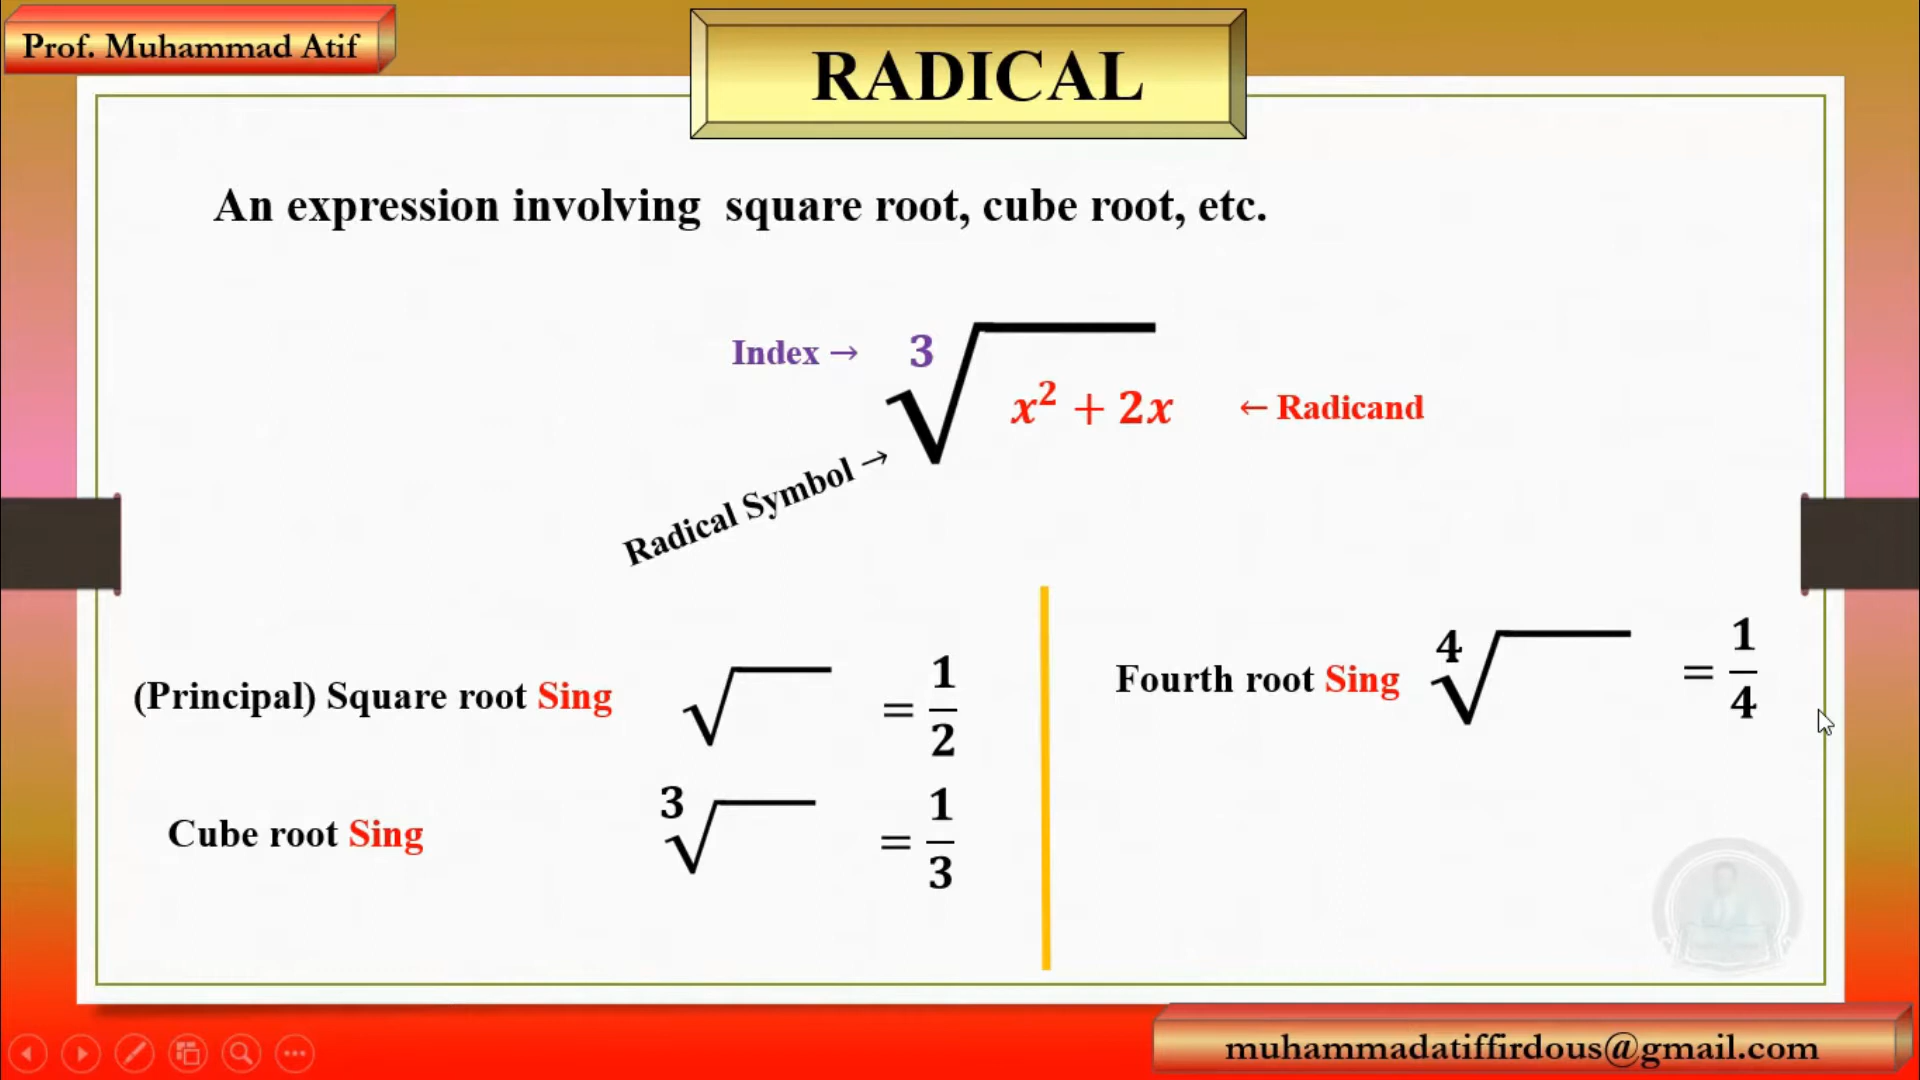 Prof. Muhammad Atif
RADICAL
An expression involving square root, cube root, etc.
Index → 3
x² + 2x ← Radicand
Radical Symbol →
(Principal) Square root Sing √ = 1/2
Cube root Sing 3√ = 1/3
Fourth root Sing 4√ = 1/4
muhammadatiffirdous@gmail.com